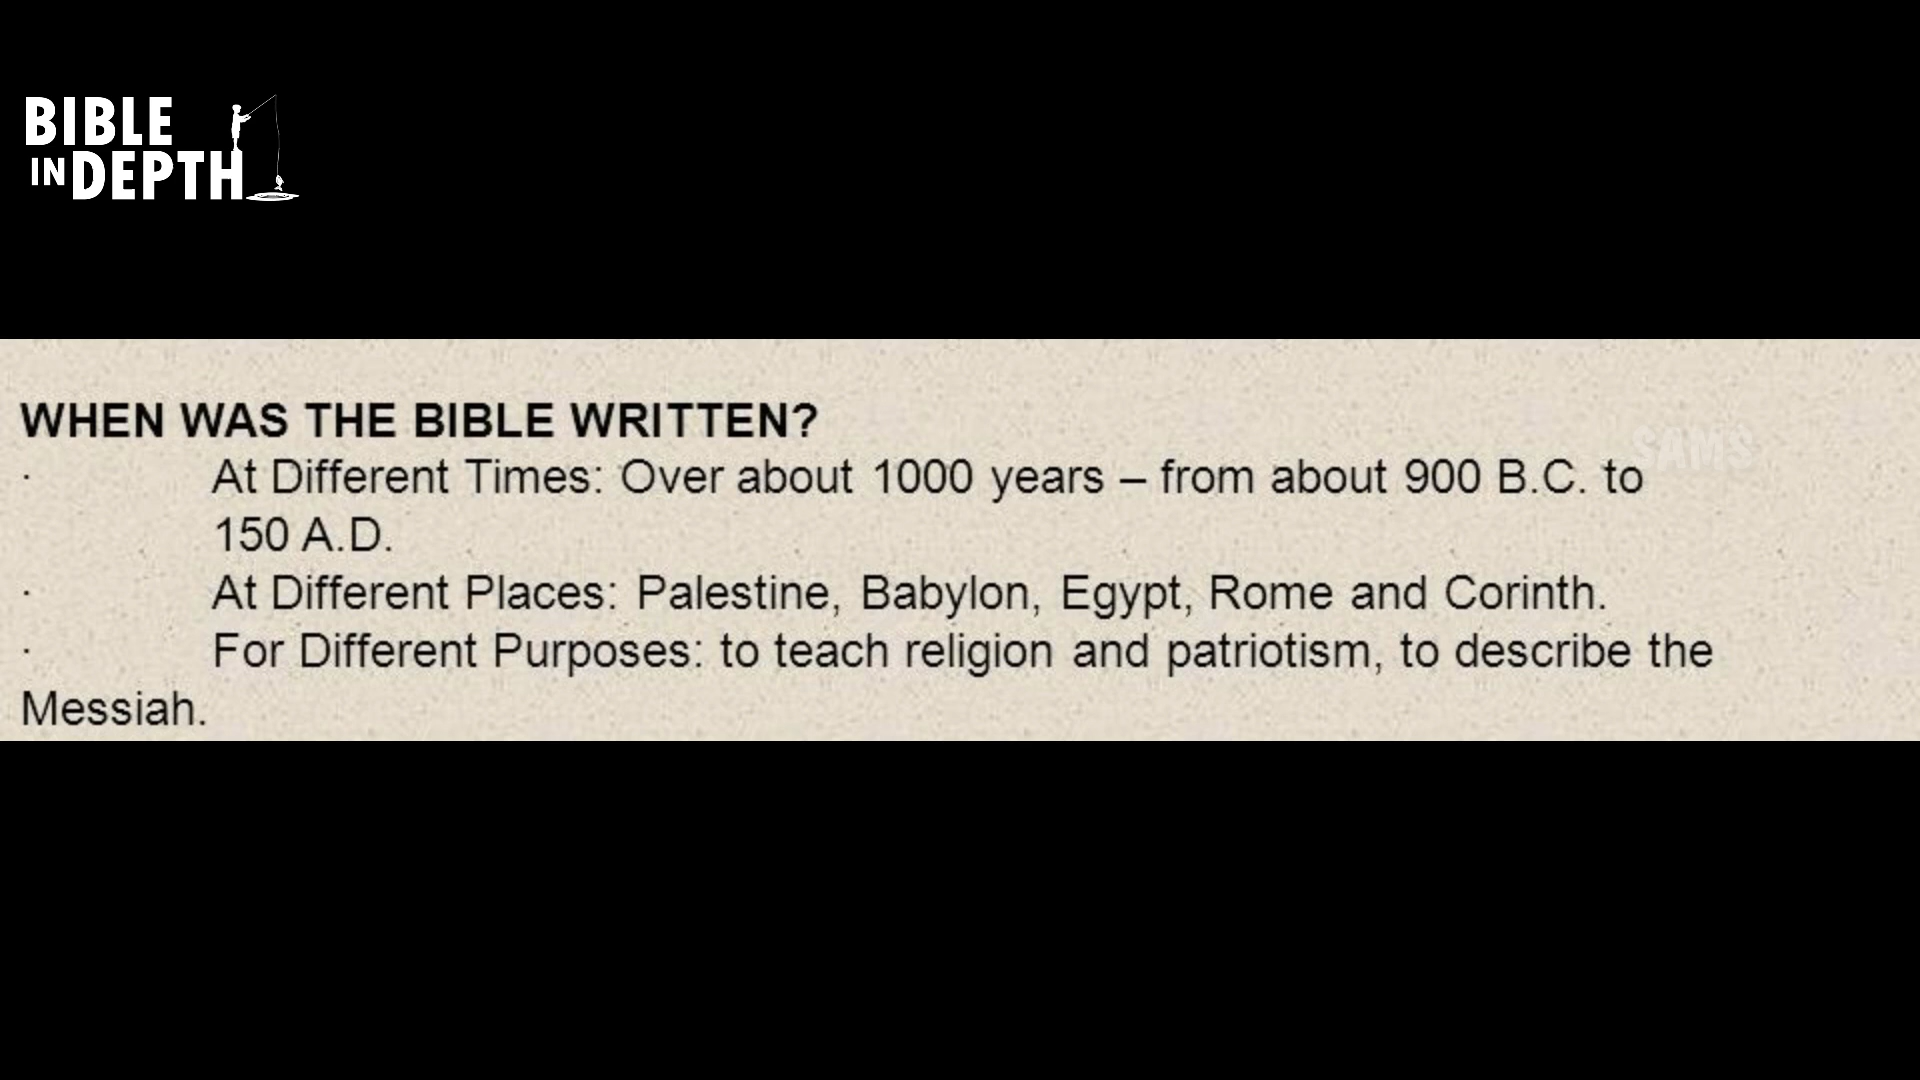 BIBLE
IN DEPTH
WHEN WAS THE BIBLE WRITTEN?
· At Different Times: Over about 1000 years – from about 900 B.C. to
150 A.D.
· At Different Places: Palestine, Babylon, Egypt, Rome and Corinth.
· For Different Purposes: to teach religion and patriotism, to describe the
Messiah.
SAMS